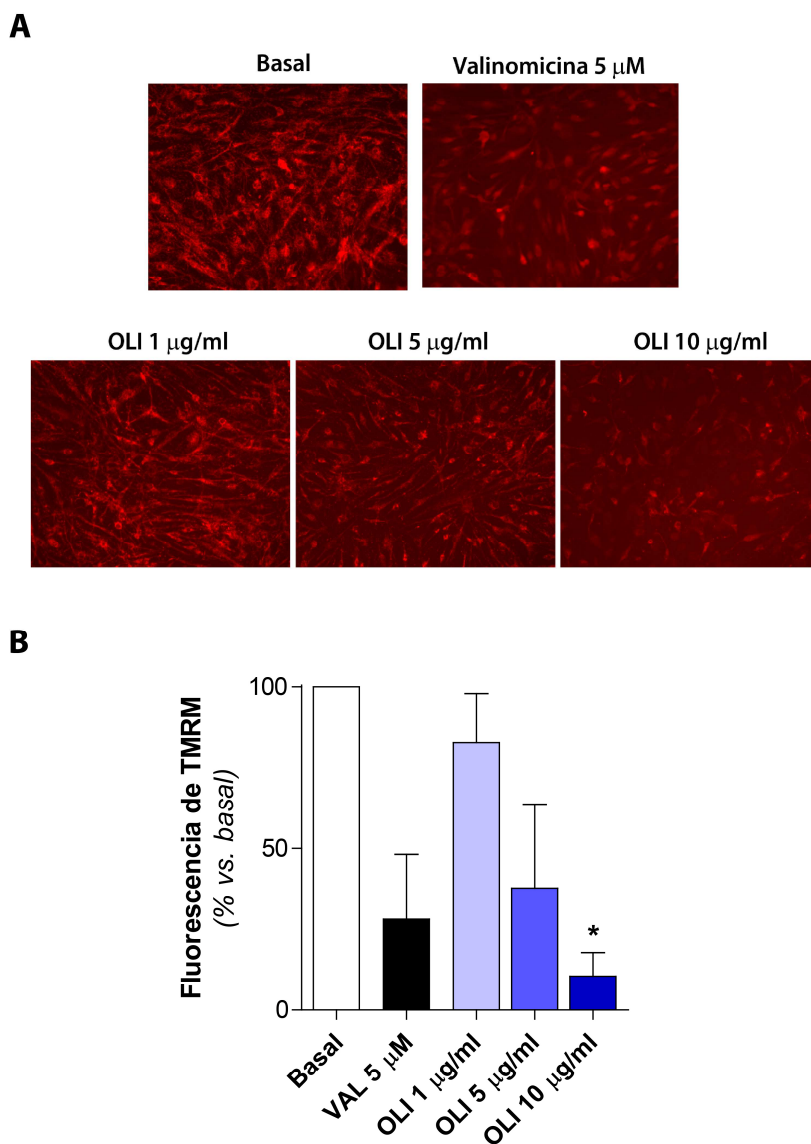 A
Basal
Valinomicina 5 μM
OLI 1 μg/ml
OLI 5 μg/ml
OLI 10 μg/ml
B
Fluorescencia de TMRM
(% vs. basal)
100
50
0
*
Basal
VAL 5 μM
OLI 1 μg/ml
OLI 5 μg/ml
OLI 10 μg/ml